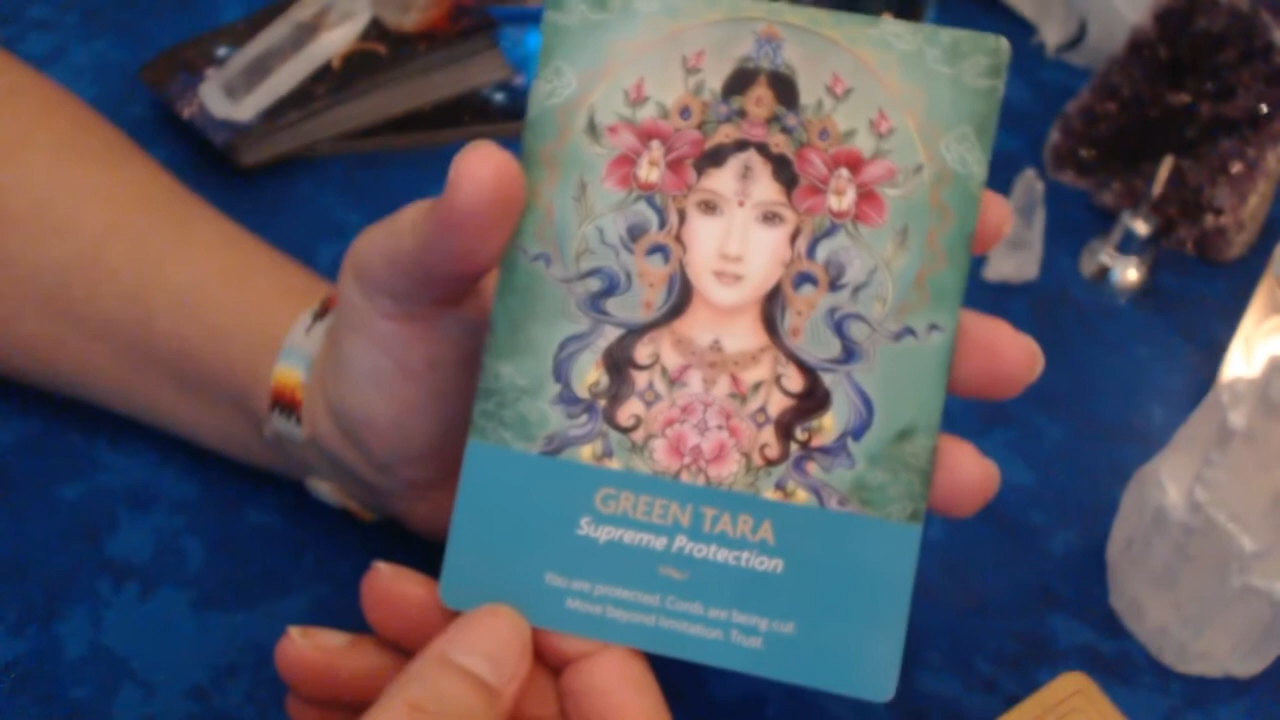 GREEN TARA
Supreme Protection
You are protected. Cords are being cut.
Move beyond limitation. Trust.